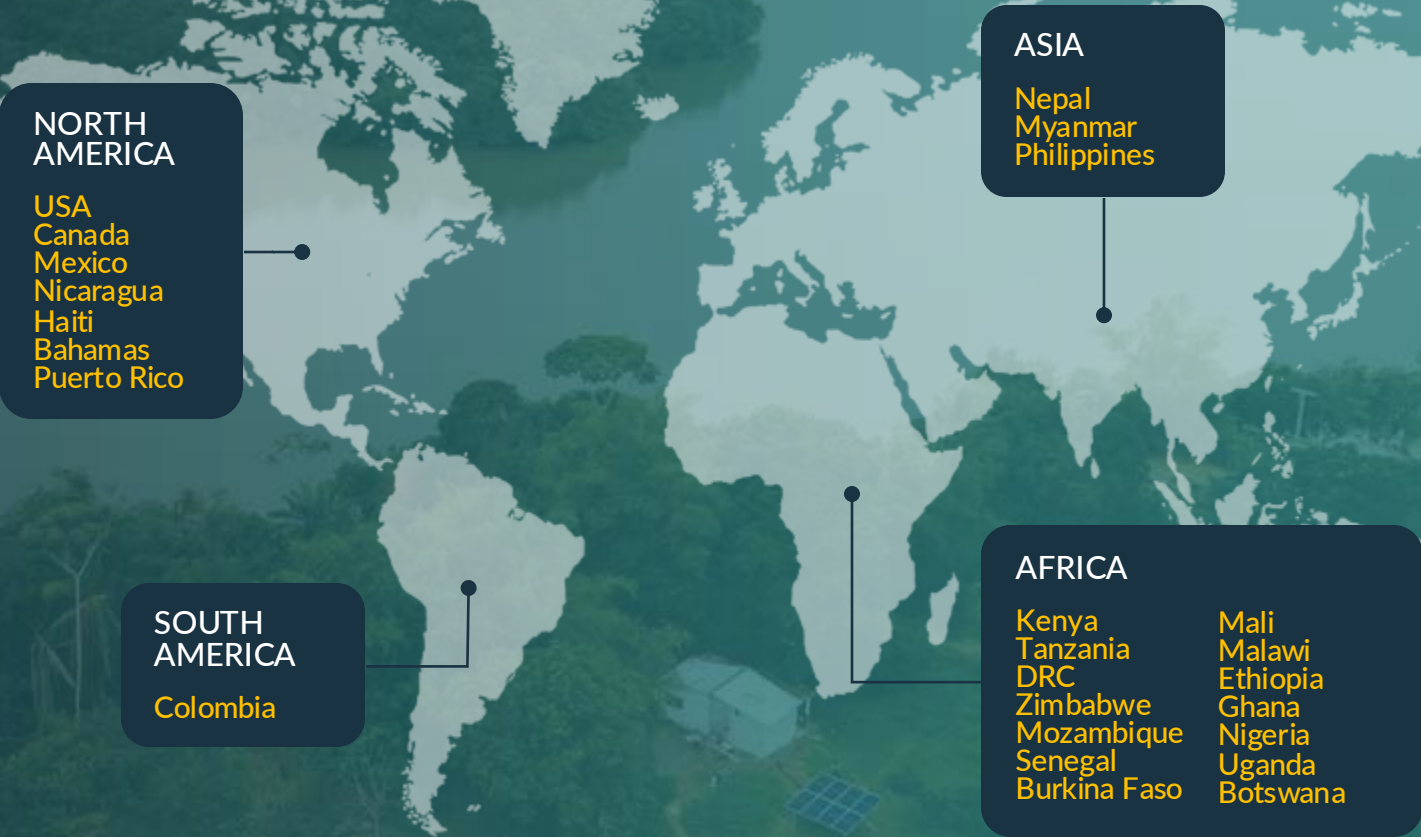 NORTH
AMERICA
USA
Canada
Mexico
Nicaragua
Haiti
Bahamas
Puerto Rico
SOUTH
AMERICA
Colombia
ASIA
Nepal
Myanmar
Philippines
AFRICA
Kenya
Tanzania
DRC
Zimbabwe
Mozambique
Senegal
Burkina Faso
Mali
Malawi
Ethiopia
Ghana
Nigeria
Uganda
Botswana